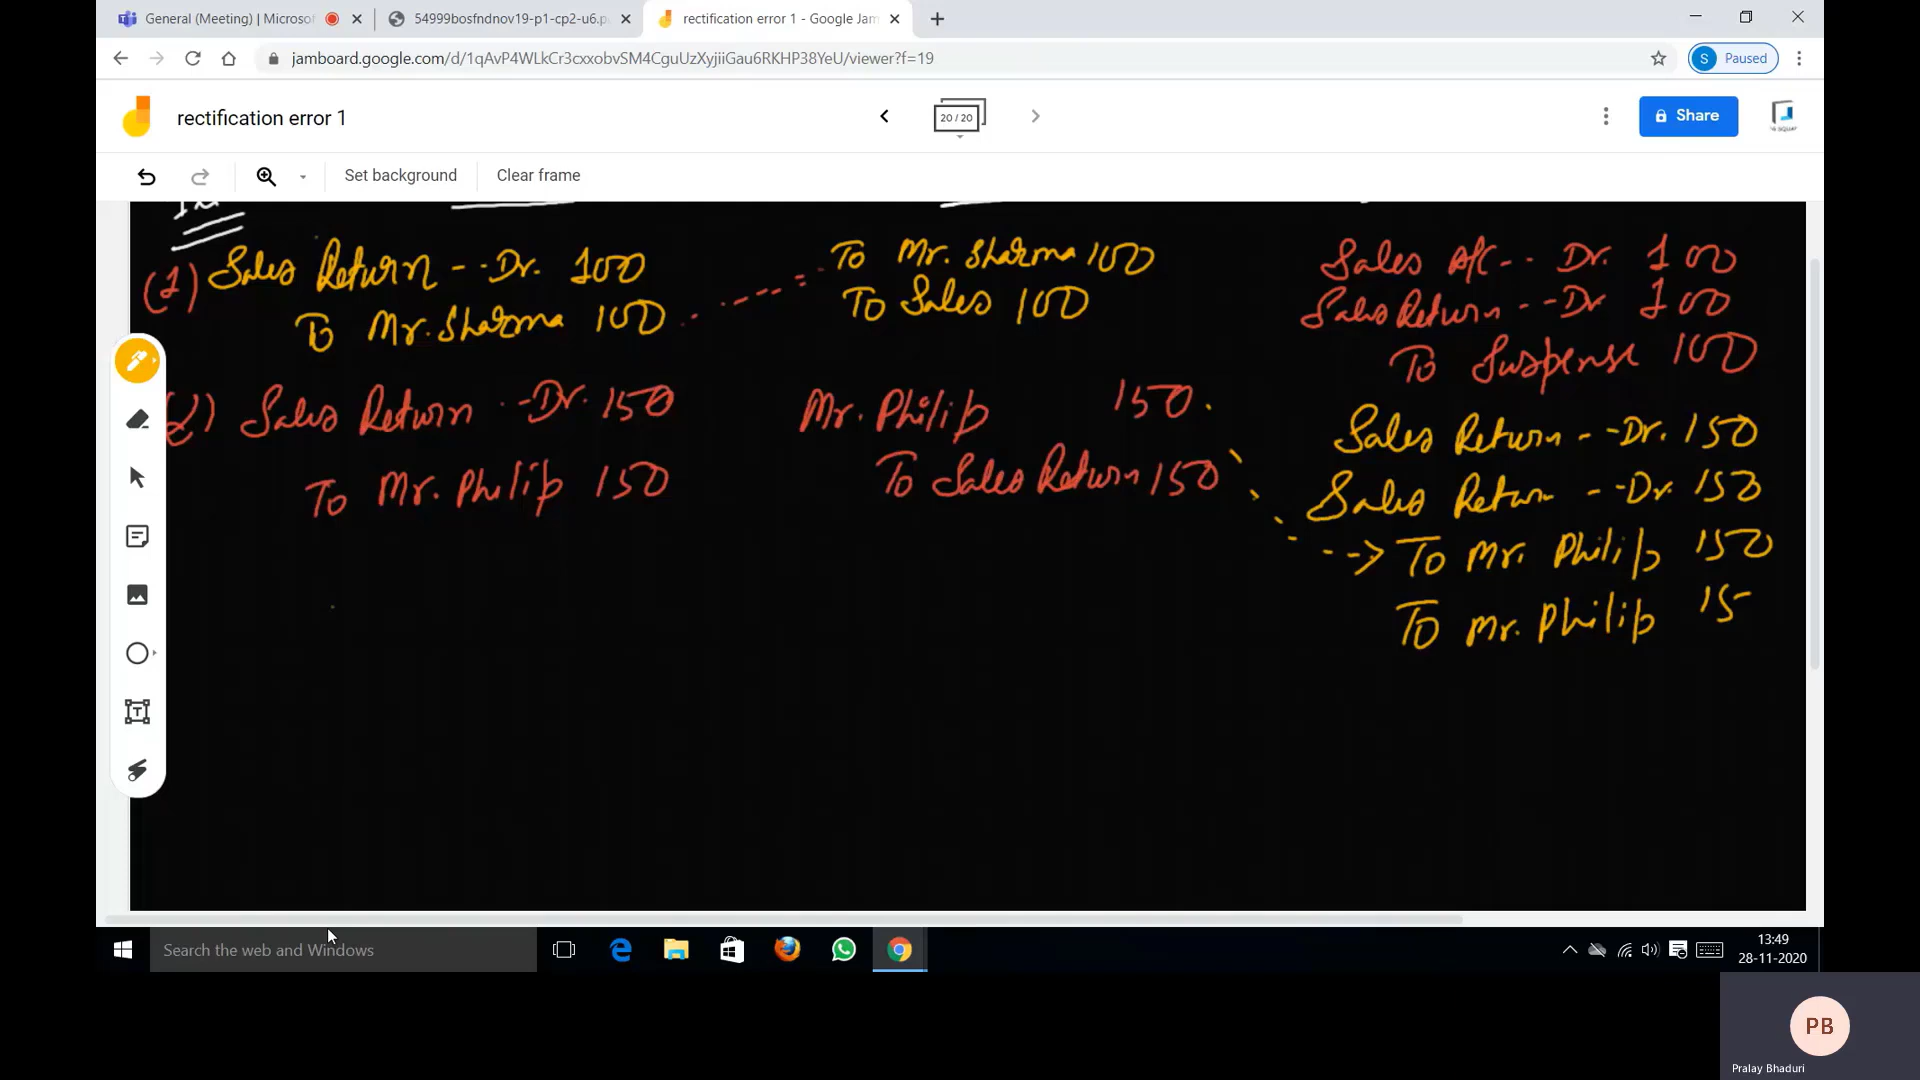 General (Meeting) | Microsof
54999bosfndnov19-p1-cp2-u6.p
rectification error 1 - Google Jam
jamboard.google.com/d/1qAvP4WLkCr3cxxobvSM4CguUzXyjiiGau6RKHP38YeU/viewer?f=19
S Paused
rectification error 1
20 / 20
Share
Set background
Clear frame
(1) Sales Return - - Dr. 100
To Mr. Sharma 100
To Mr. Sharma 100
To Sales 100
Sales A/c - - Dr. 100
Sales Return - - Dr 100
To Suspense 100
2) Sales Return - - Dr. 150
To Mr. Philip 150
Mr. Philip 150
To Sales Return 150
Sales Return - - Dr. 150
Sales Return - - Dr. 150
To Mr. Philip 150
To Mr. Philip 15
Search the web and Windows
13:49
28-11-2020
PB
Pralay Bhaduri